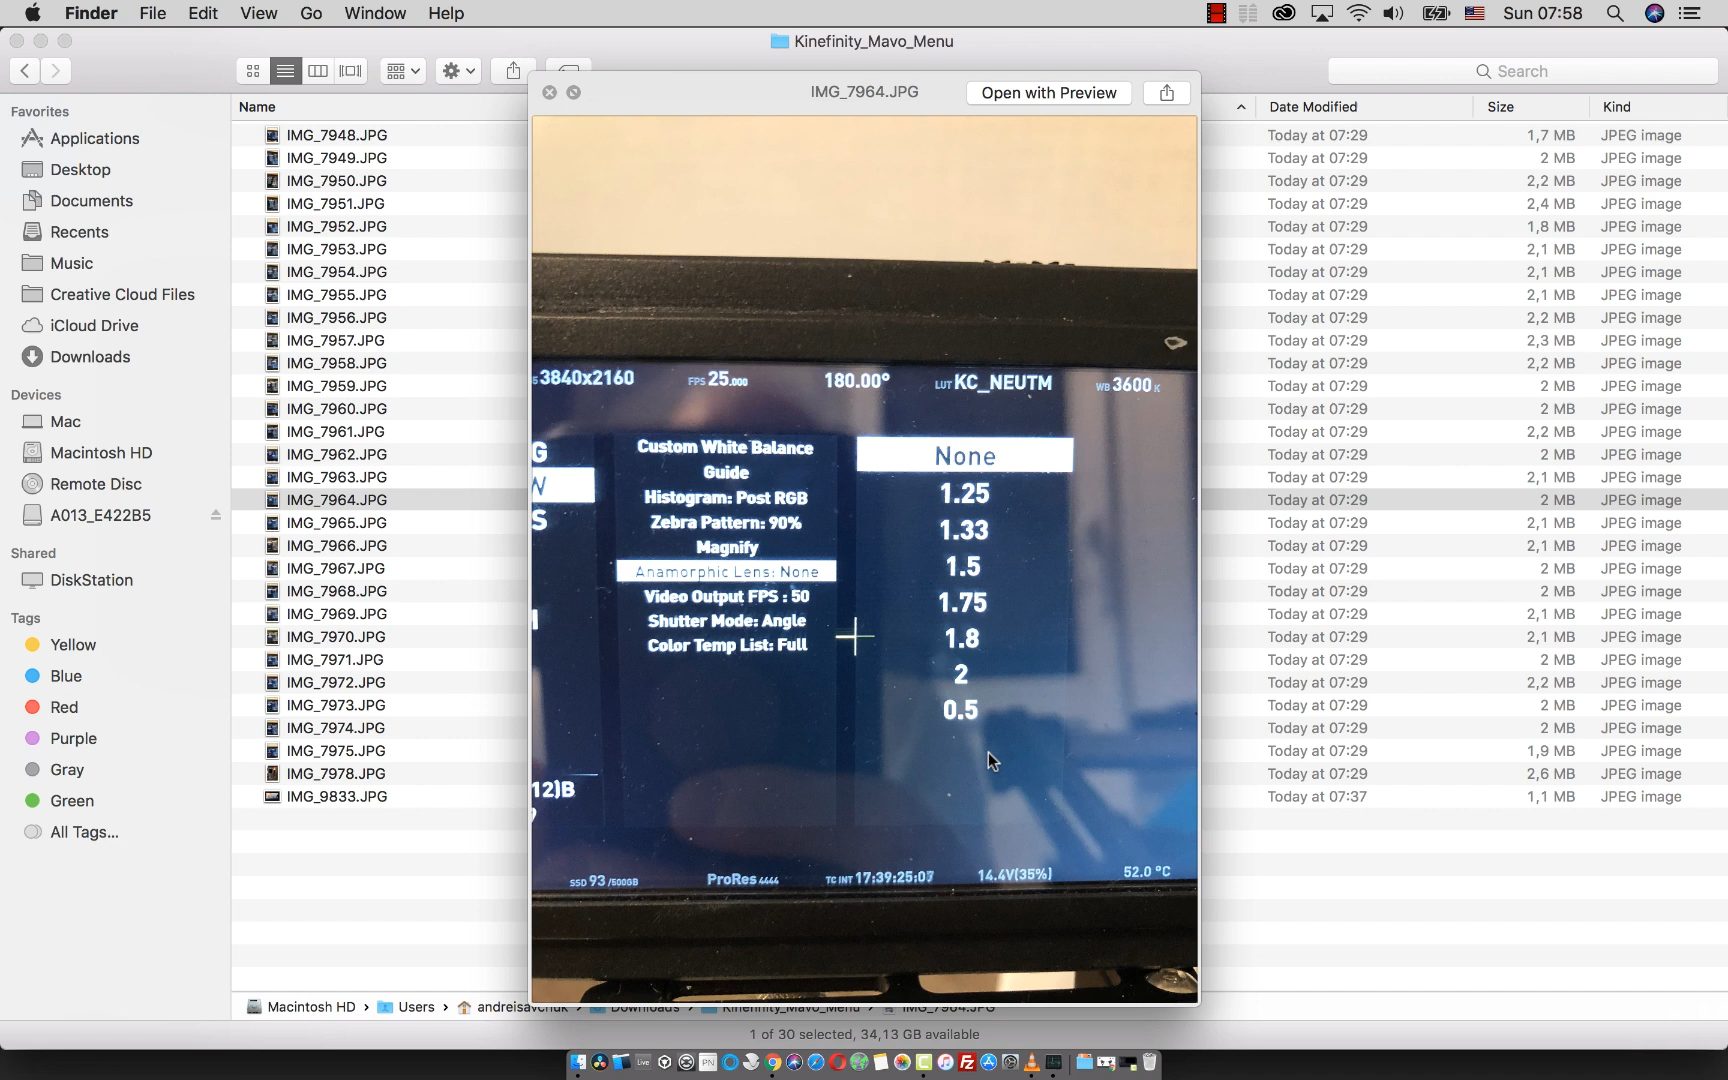 Finder File Edit View Go Window Help
Sun 07:58
Kinefinity_Mavo_Menu
Search
IMG_7964.JPG Open with Preview
Name Date Modified Size Kind
Favorites
Applications
Desktop
Documents
Recents
Music
Creative Cloud Files
iCloud Drive
Downloads
Devices
Mac
Macintosh HD
Remote Disc
A013_E422B5
Shared
DiskStation
Tags
Yellow
Blue
Red
Purple
Gray
Green
All Tags...
IMG_7948.JPG Today at 07:29 1,7 MB JPEG image
IMG_7949.JPG Today at 07:29 2 MB JPEG image
IMG_7950.JPG Today at 07:29 2,2 MB JPEG image
IMG_7951.JPG Today at 07:29 2,4 MB JPEG image
IMG_7952.JPG Today at 07:29 1,8 MB JPEG image
IMG_7953.JPG Today at 07:29 2,1 MB JPEG image
IMG_7954.JPG Today at 07:29 2,1 MB JPEG image
IMG_7955.JPG Today at 07:29 2,1 MB JPEG image
IMG_7956.JPG Today at 07:29 2,2 MB JPEG image
IMG_7957.JPG Today at 07:29 2,3 MB JPEG image
IMG_7958.JPG Today at 07:29 2,2 MB JPEG image
IMG_7959.JPG Today at 07:29 2 MB JPEG image
IMG_7960.JPG Today at 07:29 2 MB JPEG image
IMG_7961.JPG Today at 07:29 2,2 MB JPEG image
IMG_7962.JPG Today at 07:29 2 MB JPEG image
IMG_7963.JPG Today at 07:29 2,1 MB JPEG image
IMG_7964.JPG Today at 07:29 2 MB JPEG image
IMG_7965.JPG Today at 07:29 2,1 MB JPEG image
IMG_7966.JPG Today at 07:29 2,1 MB JPEG image
IMG_7967.JPG Today at 07:29 2 MB JPEG image
IMG_7968.JPG Today at 07:29 2 MB JPEG image
IMG_7969.JPG Today at 07:29 2,1 MB JPEG image
IMG_7970.JPG Today at 07:29 2 MB JPEG image
IMG_7971.JPG Today at 07:29 2 MB JPEG image
IMG_7972.JPG Today at 07:29 2,2 MB JPEG image
IMG_7973.JPG Today at 07:29 2 MB JPEG image
IMG_7974.JPG Today at 07:29 2 MB JPEG image
IMG_7975.JPG Today at 07:29 1,9 MB JPEG image
IMG_7978.JPG Today at 07:29 2,6 MB JPEG image
IMG_9833.JPG Today at 07:37 1,1 MB JPEG image
3840x2160 FPS 25.000 180.00° LUT KC_NEUTM WB 3600 K
G
W
S
Custom White Balance
Guide
Histogram: Post RGB
Zebra Pattern: 90%
Magnify
Anamorphic Lens: None
Video Output FPS : 50
Shutter Mode: Angle
Color Temp List: Full
None
1.25
1.33
1.5
1.75
1.8
2
0.5
12)B
SSD 93 /500GB ProRes 4444 TC INT 17:39:25:07 14.4V(35%) 52.0 °C
Macintosh HD › Users › andreisavchuk › Downloads › Kinefinity_Mavo_Menu › IMG_7964.JPG
1 of 30 selected, 34,13 GB available